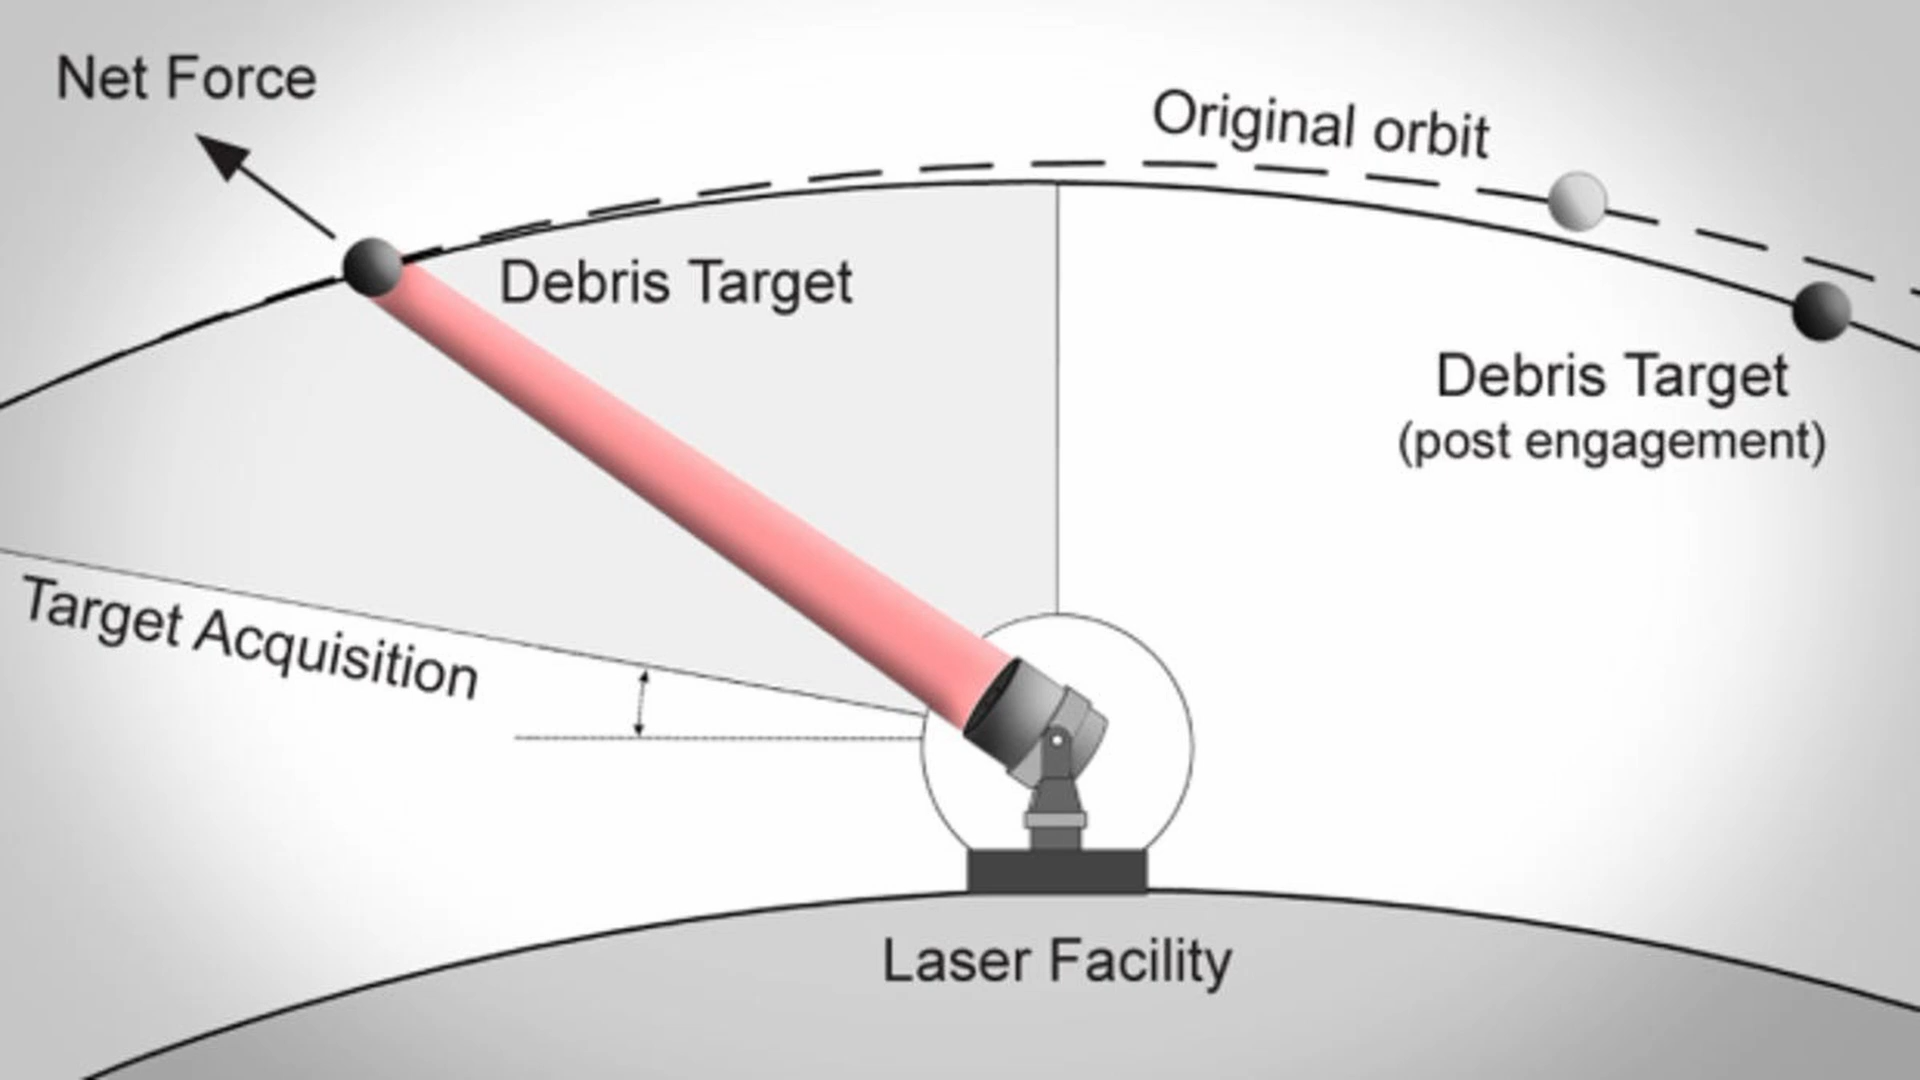 Net Force
Original orbit
Debris Target
Debris Target
(post engagement)
Target Acquisition
Laser Facility